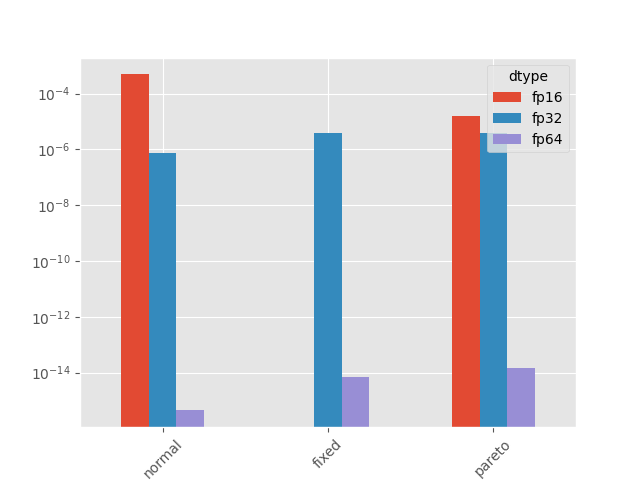 10⁻⁴
10⁻⁶
10⁻⁸
10⁻¹⁰
10⁻¹²
10⁻¹⁴
dtype
fp16
fp32
fp64
normal
fixed
pareto